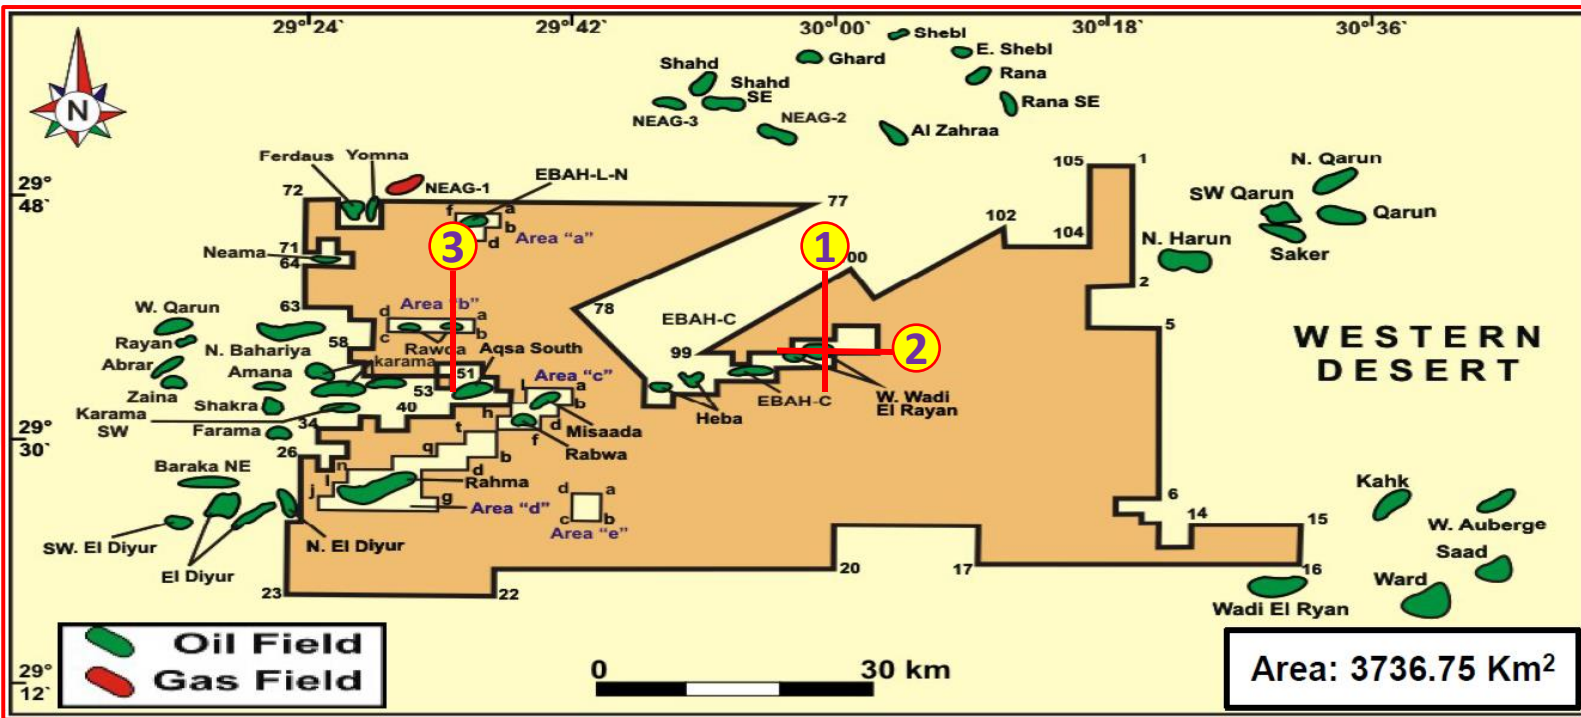 29°24` 29°42` 30°00` 30°18` 30°36`
Shebl
E. Shebl
Ghard
Rana
Shahd
Shahd
SE
Rana SE
NEAG-3
NEAG-2
Al Zahraa
N
Ferdaus Yomna
NEAG-1
EBAH-L-N
105
1
N. Qarun
29°
48`
72
77
SW Qarun
Qarun
f
a
b
d
Area "a"
102
104
N. Harun
Saker
71
Neama
64
3
1
00
2
63
W. Qarun
Area "b"
d
a
c
b
78
EBAH-C
5
58
Rayan
N. Bahariya
Rawda
Aqsa South
99
2
WESTERN
DESERT
Abrar
Amana
karama
51
53
Area "c"
l
a
b
Zaina
Shakra
40
h
d
f
Heba
EBAH-C
W. Wadi
El Rayan
Karama
SW
34
Farama
Misaada
29°
30`
26
t
q
b
Rabwa
Baraka NE
n
d
l
j
g
Rahma
Area "d"
d
a
c
b
Area "e"
6
14
15
Kahk
W. Auberge
SW. El Diyur
N. El Diyur
El Diyur
Saad
23
22
20
17
16
Ward
Wadi El Ryan
Oil Field
Gas Field
29°
12`
0
30 km
Area: 3736.75 Km²